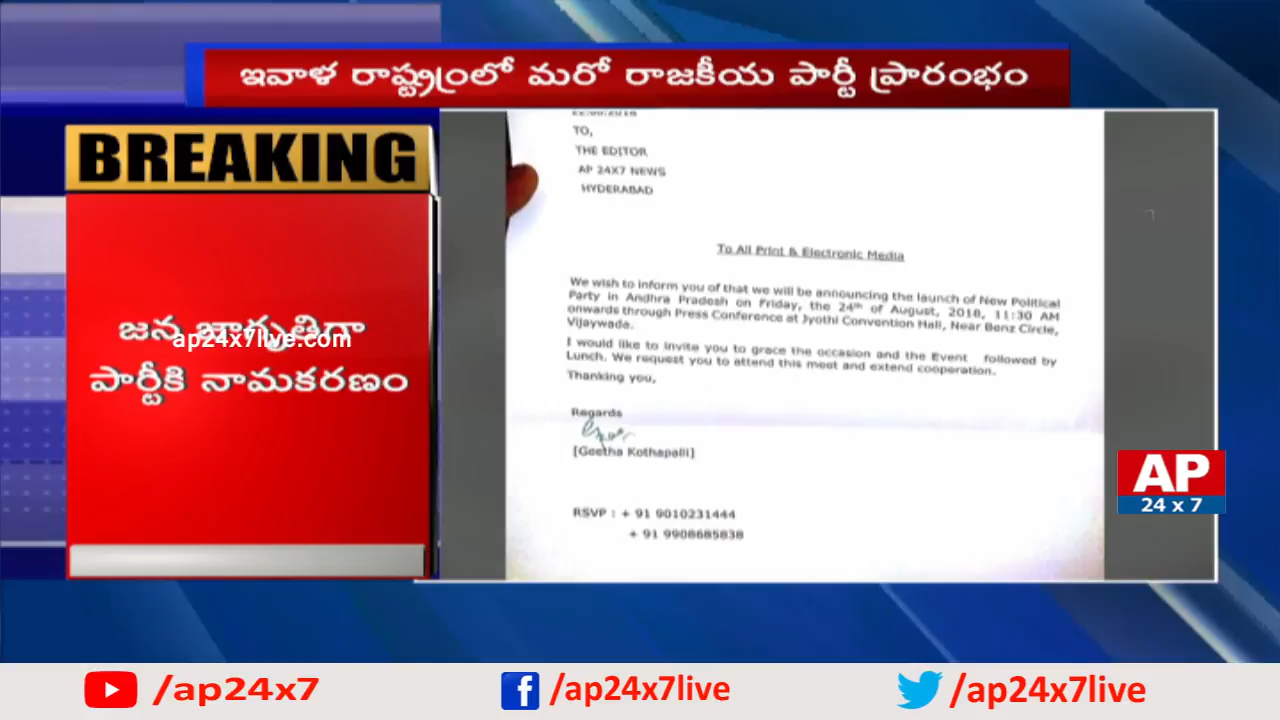 ఇవాళ రాష్ట్రంలో మరో రాజకీయ పార్టీ ప్రారంభం
BREAKING
జన జాగృతిగా
ap24x7live.com
పార్టీకి నామకరణం
TO,
THE EDITOR
AP 24X7 NEWS
HYDERABAD
To All Print & Electronic Media
We wish to inform you of that we will be announcing the launch of New Political
Party in Andhra Pradesh on Friday, the 24th of August, 2018, 11:30 AM
onwards through Press Conference at Jyothi Convention Hall, Near Benz Circle,
Vijaywada.
I would like to invite you to grace the occasion and the Event followed by
Lunch. We request you to attend this meet and extend cooperation.
Thanking you,
Regards
[Geetha Kothapalli]
RSVP : + 91 9010231444
+ 91 9908685838
AP
24 x 7
/ap24x7
/ap24x7live
/ap24x7live